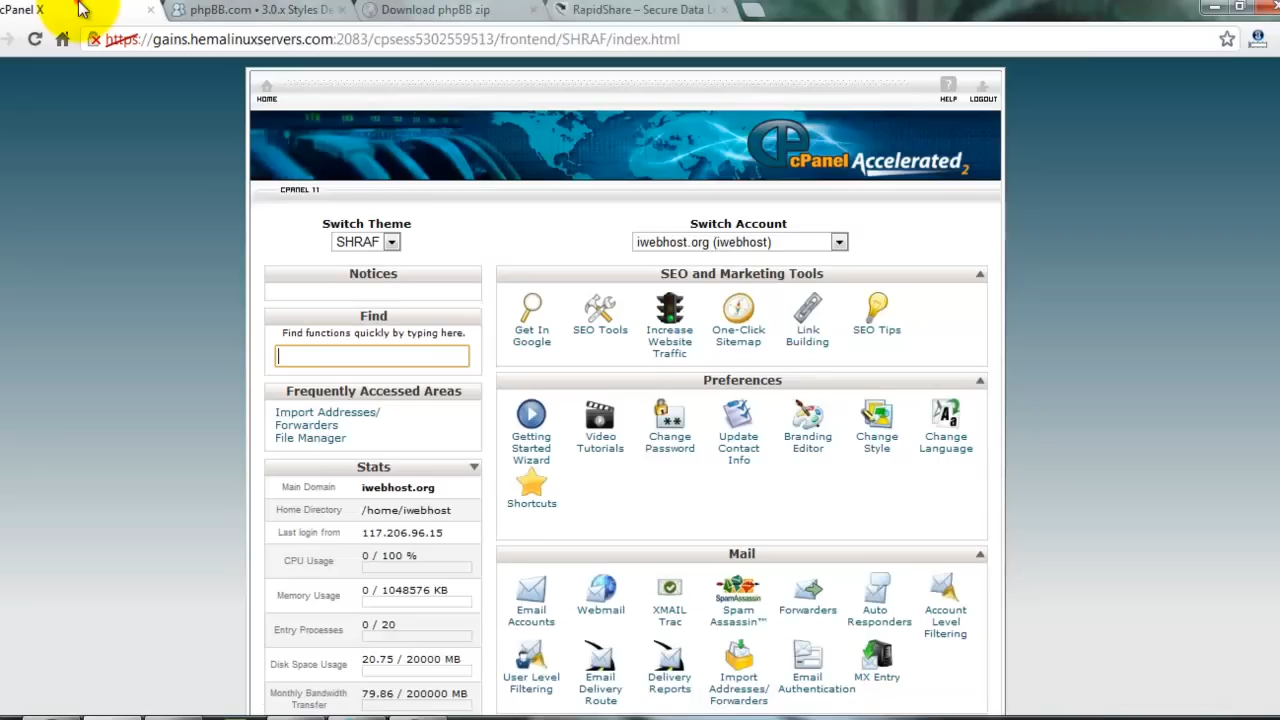 cPanel X
phpBB.com • 3.0.x Styles De
Download phpBB zip
RapidShare – Secure Data L
https://gains.hemalinuxservers.com:2083/cpsess5302559513/frontend/SHRAF/index.html
HOME
HELP
LOGOUT
cPanel Accelerated2
CPANEL 11
Switch Theme
SHRAF
Switch Account
iwebhost.org (iwebhost)
Notices
Find
Find functions quickly by typing here.
Frequently Accessed Areas
Import Addresses/
Forwarders
File Manager
Stats
Main Domain iwebhost.org
Home Directory /home/iwebhost
Last login from 117.206.96.15
CPU Usage 0 / 100 %
Memory Usage 0 / 1048576 KB
Entry Processes 0 / 20
Disk Space Usage 20.75 / 20000 MB
Monthly Bandwidth
Transfer
79.86 / 200000 MB
SEO and Marketing Tools
Get In
Google
SEO Tools
Increase
Website
Traffic
One-Click
Sitemap
Link
Building
SEO Tips
Preferences
Getting
Started
Wizard
Video
Tutorials
Change
Password
Update
Contact
Info
Branding
Editor
Change
Style
Change
Language
Shortcuts
Mail
Email
Accounts
Webmail
XMAIL
Trac
SpamAssassin
Spam
Assassin™
Forwarders
Auto
Responders
Account
Level
Filtering
User Level
Filtering
Email
Delivery
Route
Delivery
Reports
Import
Addresses/
Forwarders
Email
Authentication
MX Entry